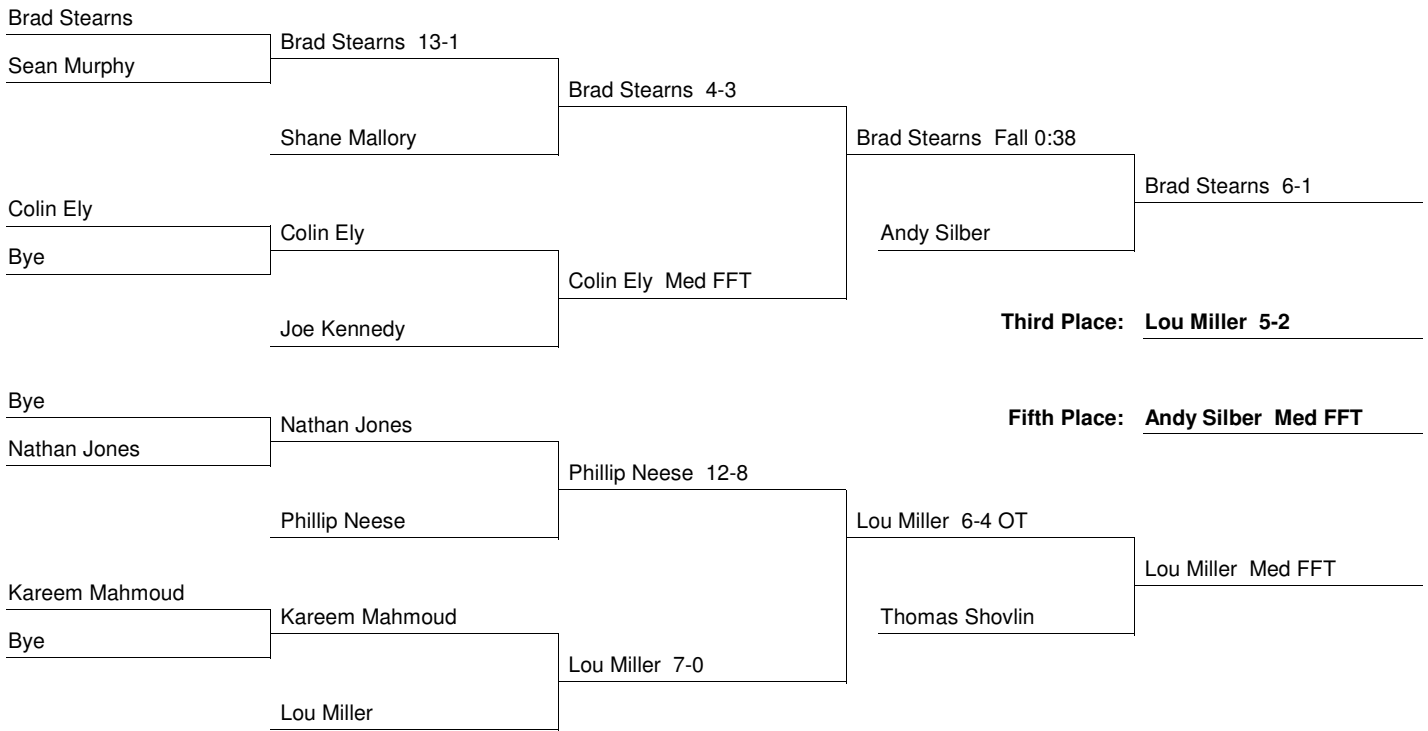 Brad Stearns
Brad Stearns 13-1
Sean Murphy
Brad Stearns 4-3
Shane Mallory
Brad Stearns Fall 0:38
Brad Stearns 6-1
Colin Ely
Colin Ely
Andy Silber
Bye
Colin Ely Med FFT
Joe Kennedy
Third Place: Lou Miller 5-2
Bye
Nathan Jones
Fifth Place: Andy Silber Med FFT
Nathan Jones
Phillip Neese 12-8
Phillip Neese
Lou Miller 6-4 OT
Lou Miller Med FFT
Kareem Mahmoud
Kareem Mahmoud
Thomas Shovlin
Bye
Lou Miller 7-0
Lou Miller